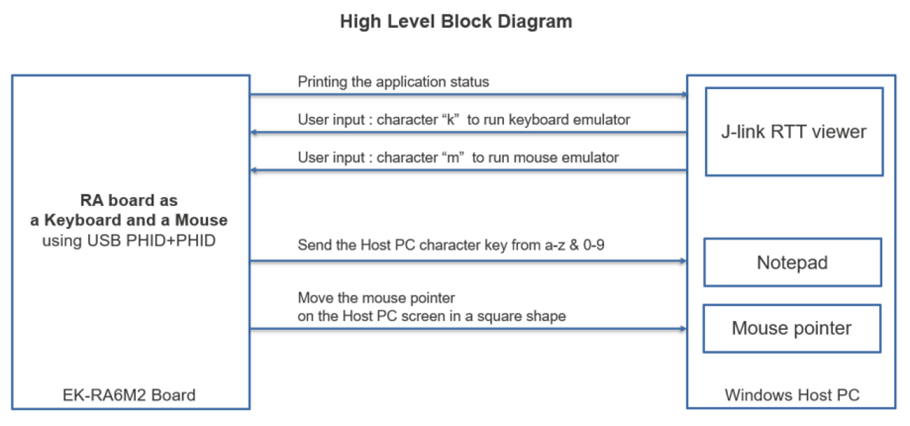 High Level Block Diagram
Printing the application status
User input : character “k” to run keyboard emulator
User input : character “m” to run mouse emulator
J-link RTT viewer
RA board as
a Keyboard and a Mouse
using USB PHID+PHID
Send the Host PC character key from a-z & 0-9
Notepad
Move the mouse pointer
on the Host PC screen in a square shape
Mouse pointer
EK-RA6M2 Board
Windows Host PC